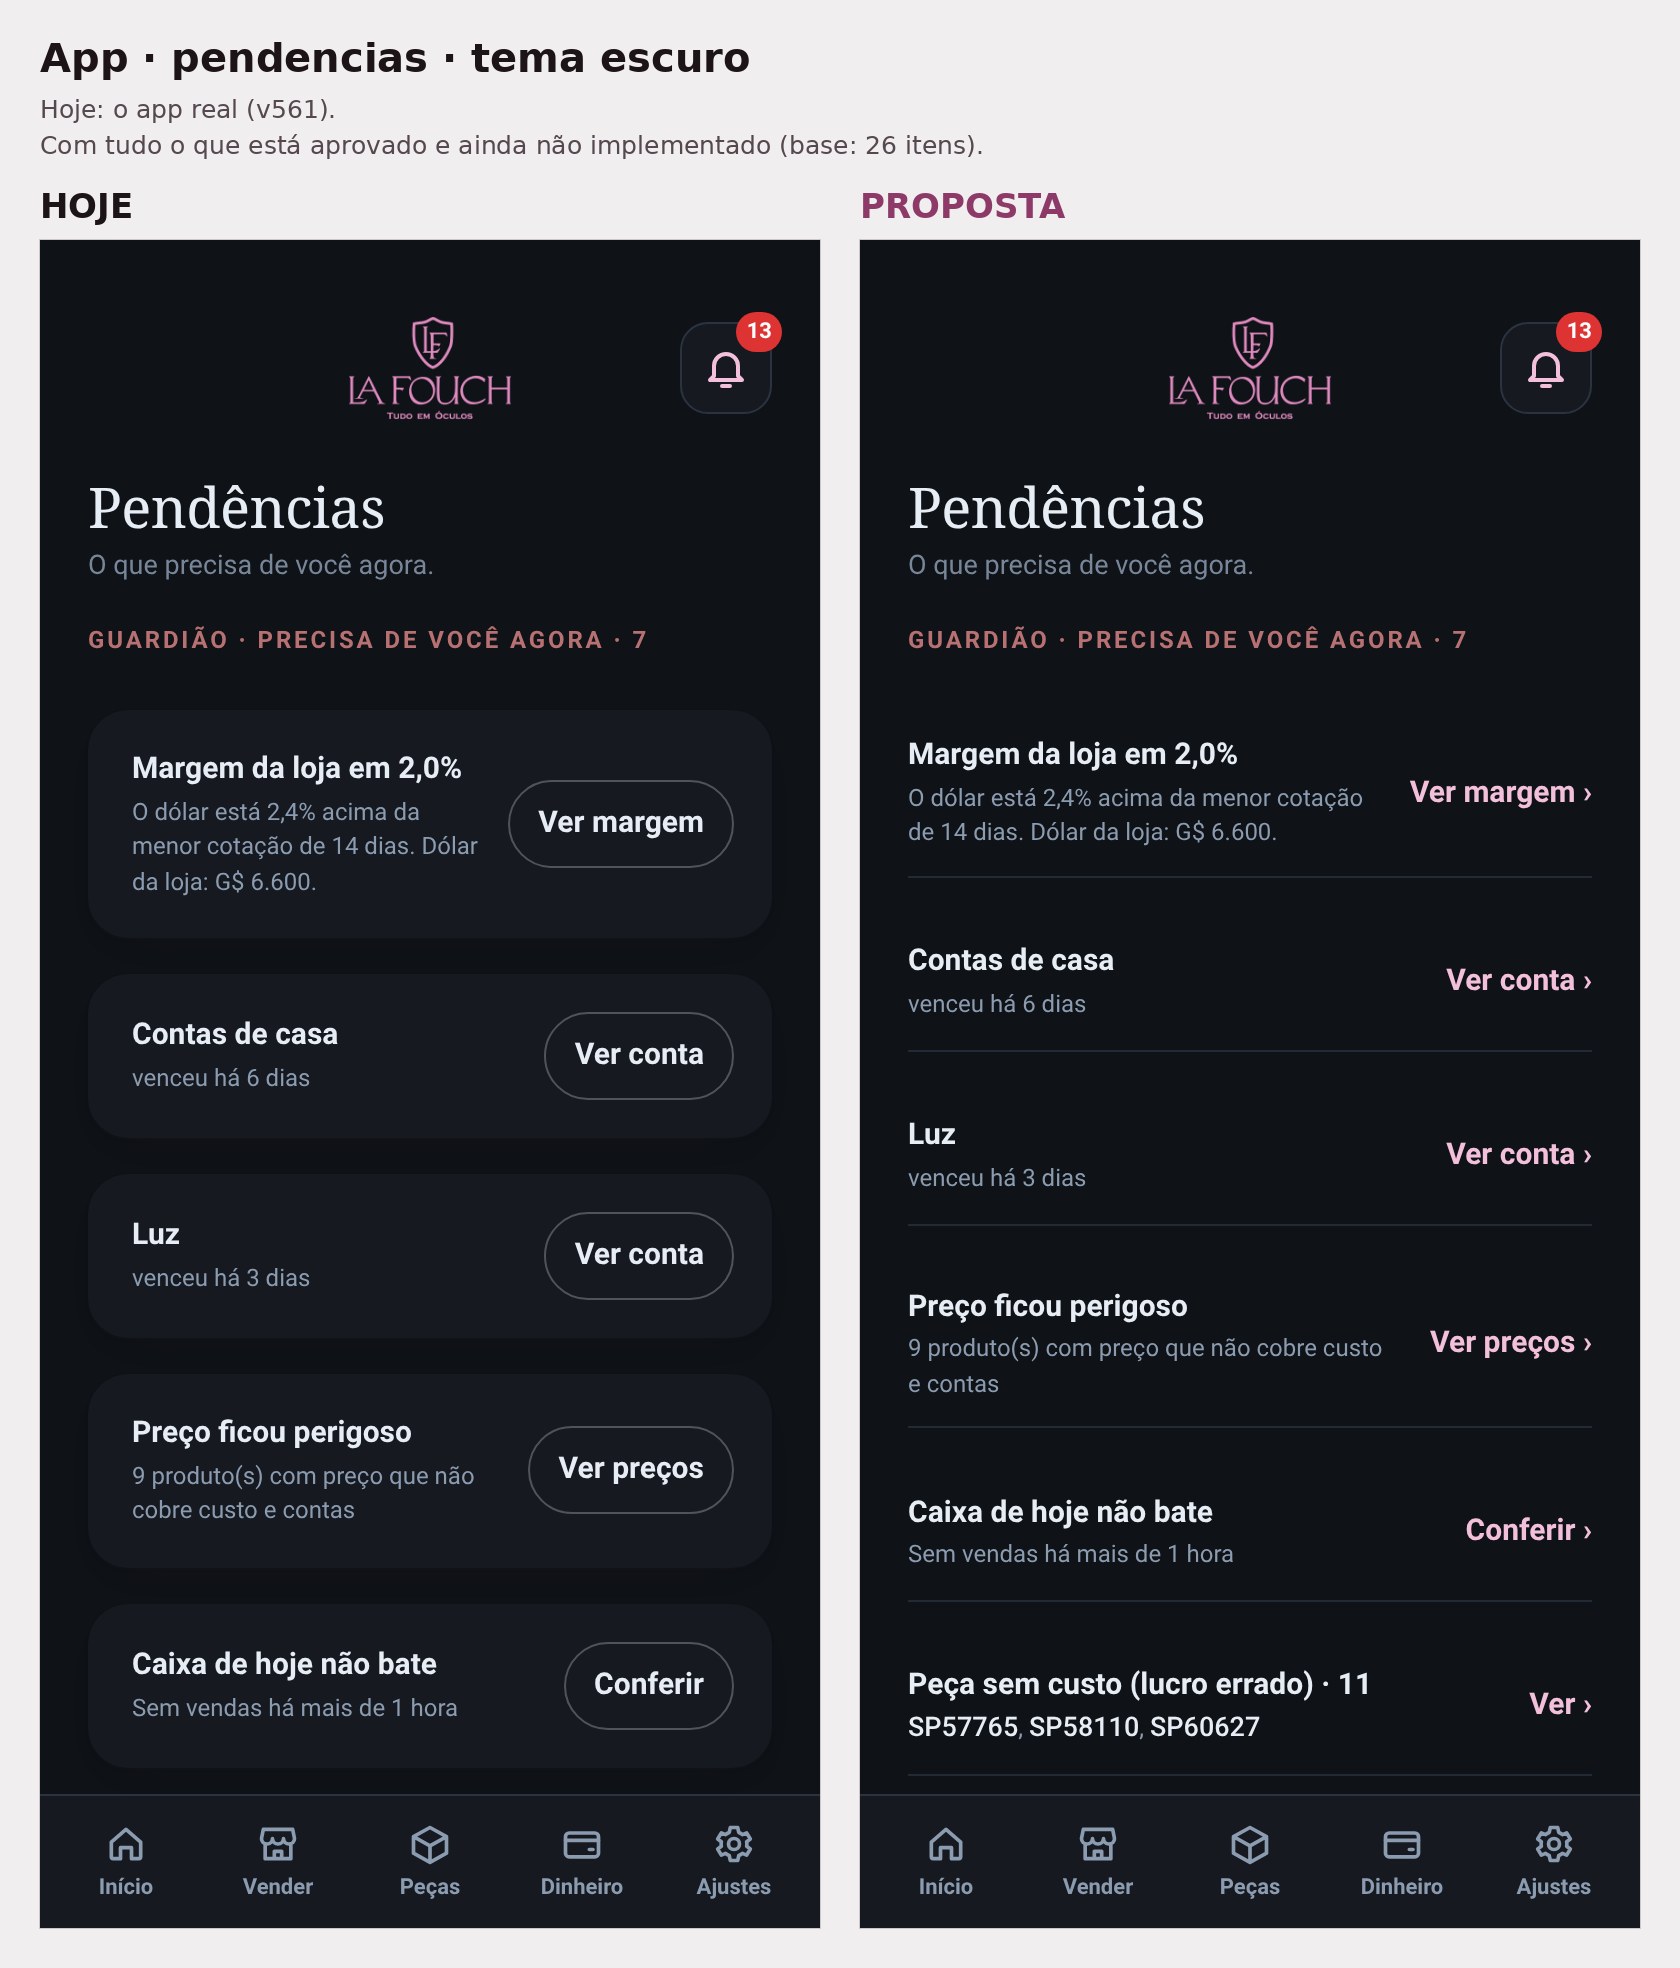 App · pendencias · tema escuro
Hoje: o app real (v561).
Com tudo o que está aprovado e ainda não implementado (base: 26 itens).
HOJE
LF
LA FOUCH
TUDO EM ÓCULOS
13
Pendências
O que precisa de você agora.
GUARDIÃO · PRECISA DE VOCÊ AGORA · 7
Margem da loja em 2,0%
O dólar está 2,4% acima da
menor cotação de 14 dias. Dólar
da loja: G$ 6.600.
Ver margem
Contas de casa
venceu há 6 dias
Ver conta
Luz
venceu há 3 dias
Ver conta
Preço ficou perigoso
9 produto(s) com preço que não
cobre custo e contas
Ver preços
Caixa de hoje não bate
Sem vendas há mais de 1 hora
Conferir
Início
Vender
Peças
Dinheiro
Ajustes
PROPOSTA
LF
LA FOUCH
TUDO EM ÓCULOS
13
Pendências
O que precisa de você agora.
GUARDIÃO · PRECISA DE VOCÊ AGORA · 7
Margem da loja em 2,0%
O dólar está 2,4% acima da menor cotação
de 14 dias. Dólar da loja: G$ 6.600.
Ver margem ›
Contas de casa
venceu há 6 dias
Ver conta ›
Luz
venceu há 3 dias
Ver conta ›
Preço ficou perigoso
9 produto(s) com preço que não cobre custo
e contas
Ver preços ›
Caixa de hoje não bate
Sem vendas há mais de 1 hora
Conferir ›
Peça sem custo (lucro errado) · 11
SP57765, SP58110, SP60627
Ver ›
Início
Vender
Peças
Dinheiro
Ajustes